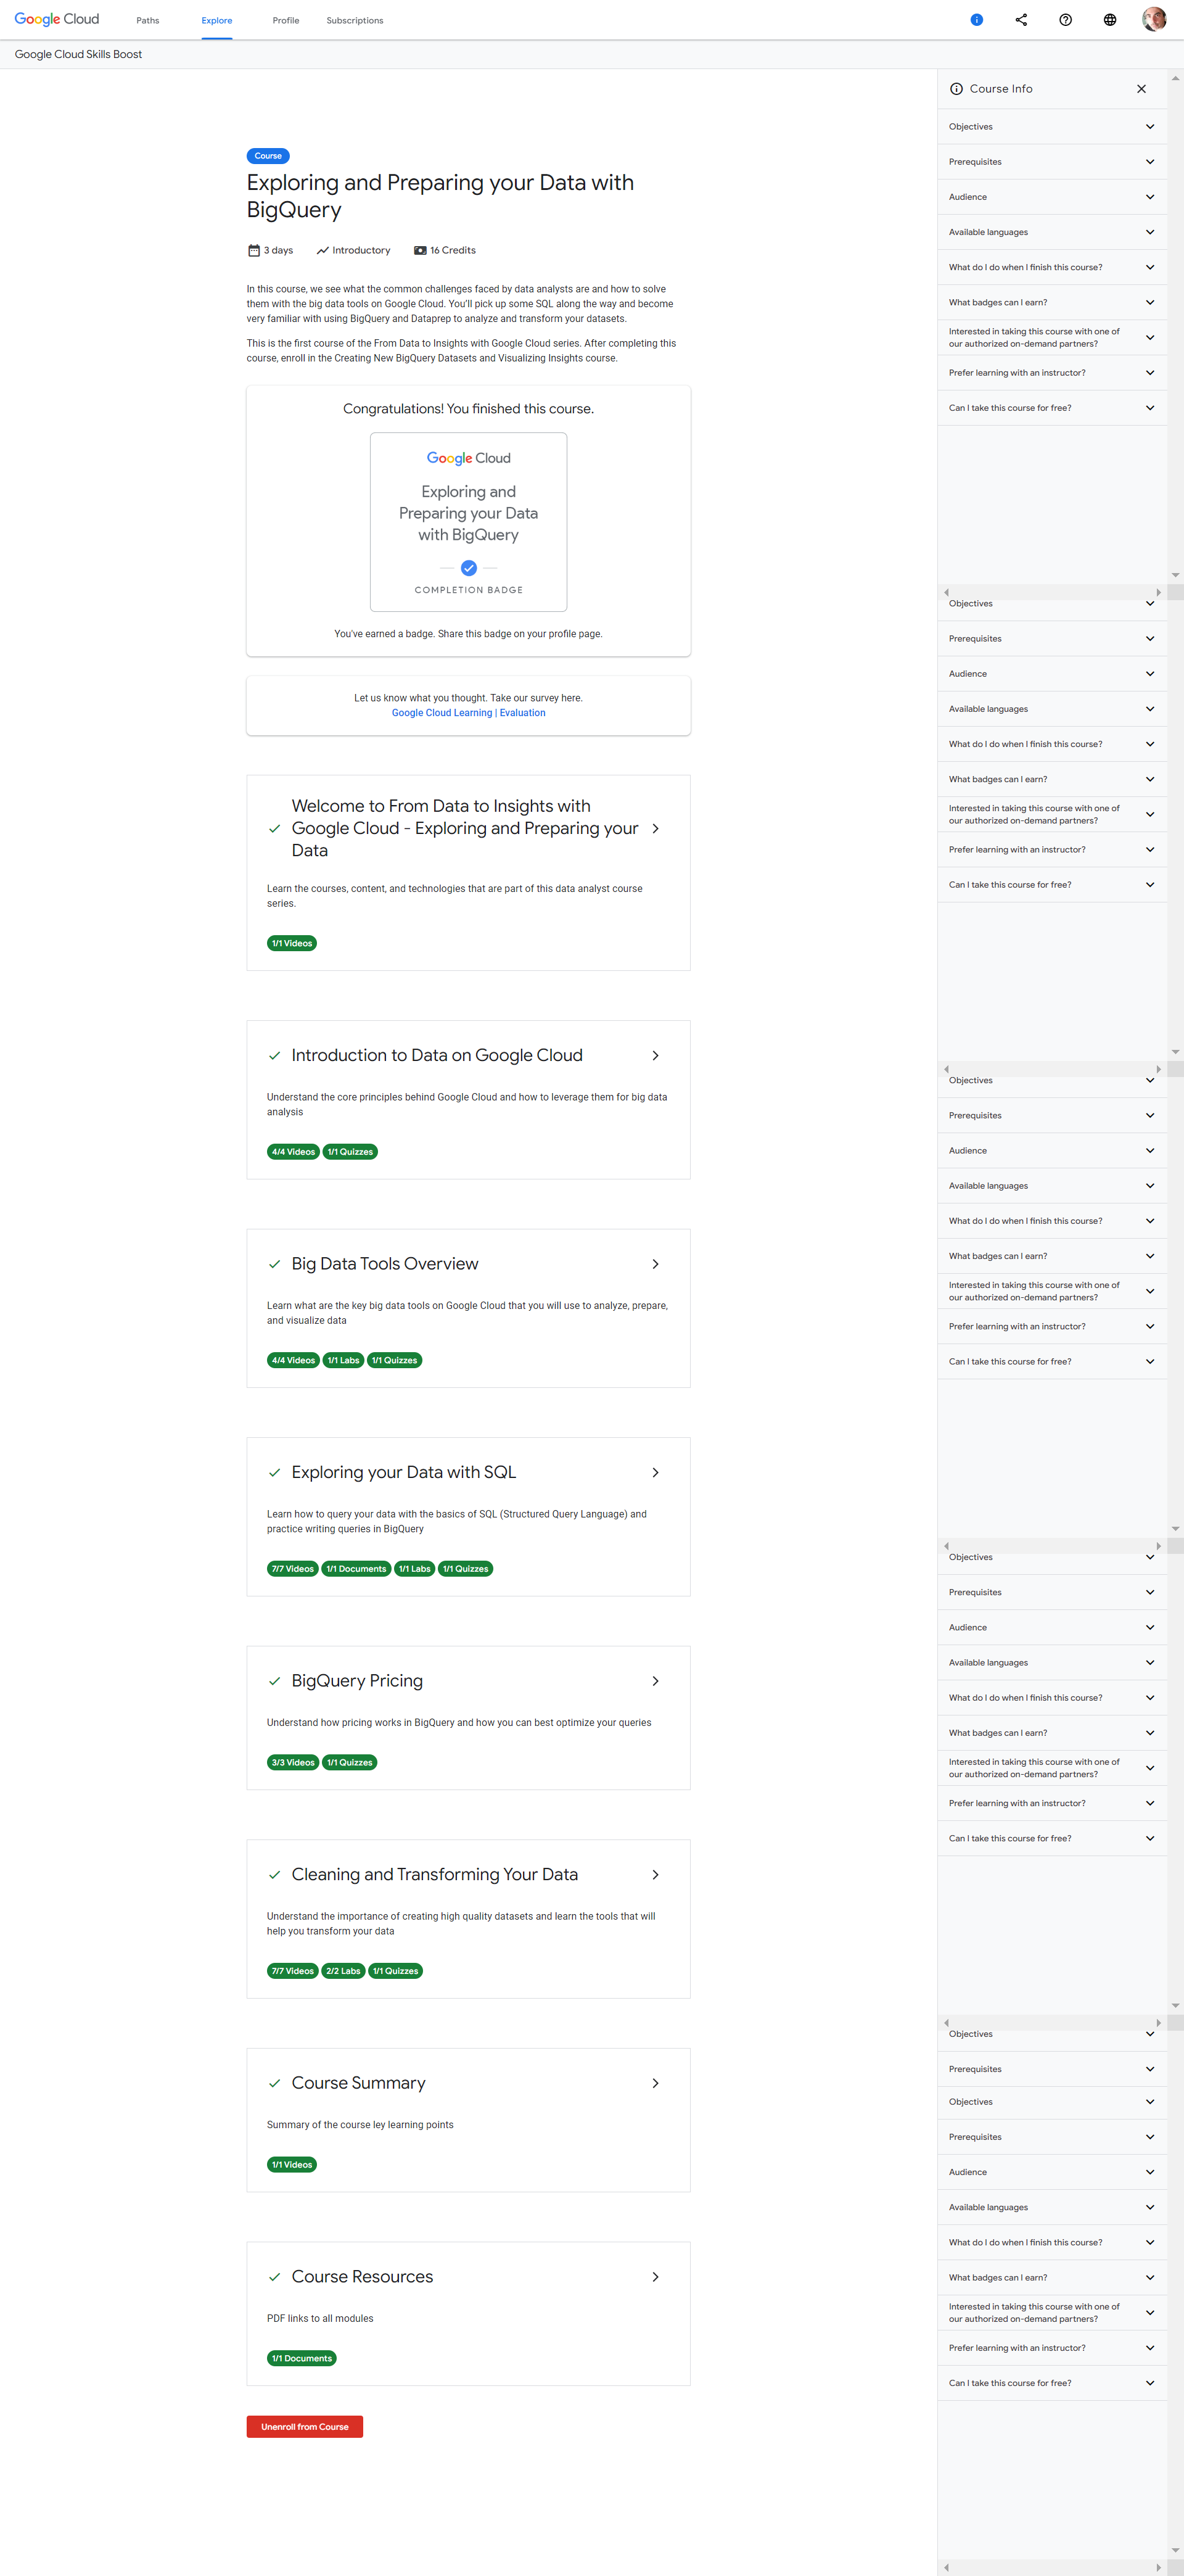 Google Cloud
Paths
Explore
Profile
Subscriptions
Google Cloud Skills Boost
Course
Exploring and Preparing your Data with
BigQuery
3 days
Introductory
16 Credits
In this course, we see what the common challenges faced by data analysts are and how to solve
them with the big data tools on Google Cloud. You'll pick up some SQL along the way and become
very familiar with using BigQuery and Dataprep to analyze and transform your datasets.
This is the first course of the From Data to Insights with Google Cloud series. After completing this
course, enroll in the Creating New BigQuery Datasets and Visualizing Insights course.
Congratulations! You finished this course.
Google Cloud
Exploring and
Preparing your Data
with BigQuery
COMPLETION BADGE
You've earned a badge. Share this badge on your profile page.
Let us know what you thought. Take our survey here.
Google Cloud Learning | Evaluation
Welcome to From Data to Insights with
Google Cloud - Exploring and Preparing your
Data
Learn the courses, content, and technologies that are part of this data analyst course
series.
1/1 Videos
Introduction to Data on Google Cloud
Understand the core principles behind Google Cloud and how to leverage them for big data
analysis
4/4 Videos
1/1 Quizzes
Big Data Tools Overview
Learn what are the key big data tools on Google Cloud that you will use to analyze, prepare,
and visualize data
4/4 Videos
1/1 Labs
1/1 Quizzes
Exploring your Data with SQL
Learn how to query your data with the basics of SQL (Structured Query Language) and
practice writing queries in BigQuery
7/7 Videos
1/1 Documents
1/1 Labs
1/1 Quizzes
BigQuery Pricing
Understand how pricing works in BigQuery and how you can best optimize your queries
3/3 Videos
1/1 Quizzes
Cleaning and Transforming Your Data
Understand the importance of creating high quality datasets and learn the tools that will
help you transform your data
7/7 Videos
2/2 Labs
1/1 Quizzes
Course Summary
Summary of the course ley learning points
1/1 Videos
Course Resources
PDF links to all modules
1/1 Documents
Unenroll from Course
Course Info
Objectives
Prerequisites
Audience
Available languages
What do I do when I finish this course?
What badges can I earn?
Interested in taking this course with one of
our authorized on-demand partners?
Prefer learning with an instructor?
Can I take this course for free?
Objectives
Prerequisites
Audience
Available languages
What do I do when I finish this course?
What badges can I earn?
Interested in taking this course with one of
our authorized on-demand partners?
Prefer learning with an instructor?
Can I take this course for free?
Objectives
Prerequisites
Audience
Available languages
What do I do when I finish this course?
What badges can I earn?
Interested in taking this course with one of
our authorized on-demand partners?
Prefer learning with an instructor?
Can I take this course for free?
Objectives
Prerequisites
Audience
Available languages
What do I do when I finish this course?
What badges can I earn?
Interested in taking this course with one of
our authorized on-demand partners?
Prefer learning with an instructor?
Can I take this course for free?
Objectives
Prerequisites
Objectives
Prerequisites
Audience
Available languages
What do I do when I finish this course?
What badges can I earn?
Interested in taking this course with one of
our authorized on-demand partners?
Prefer learning with an instructor?
Can I take this course for free?